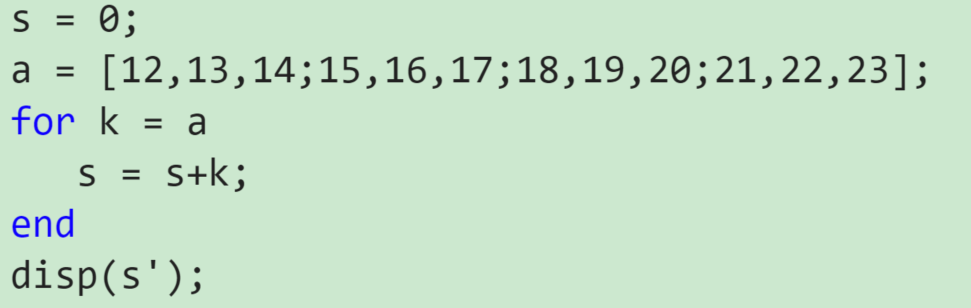 s = 0;
a = [12,13,14;15,16,17;18,19,20;21,22,23];
for k = a
   s = s+k;
end
disp(s');